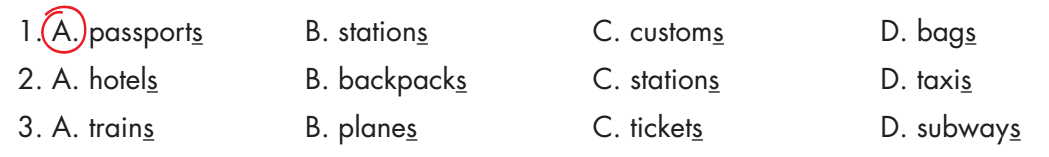 1. A. passports B. stations C. customs D. bags
2. A. hotels B. backpacks C. stations D. taxis
3. A. trains B. planes C. tickets D. subways